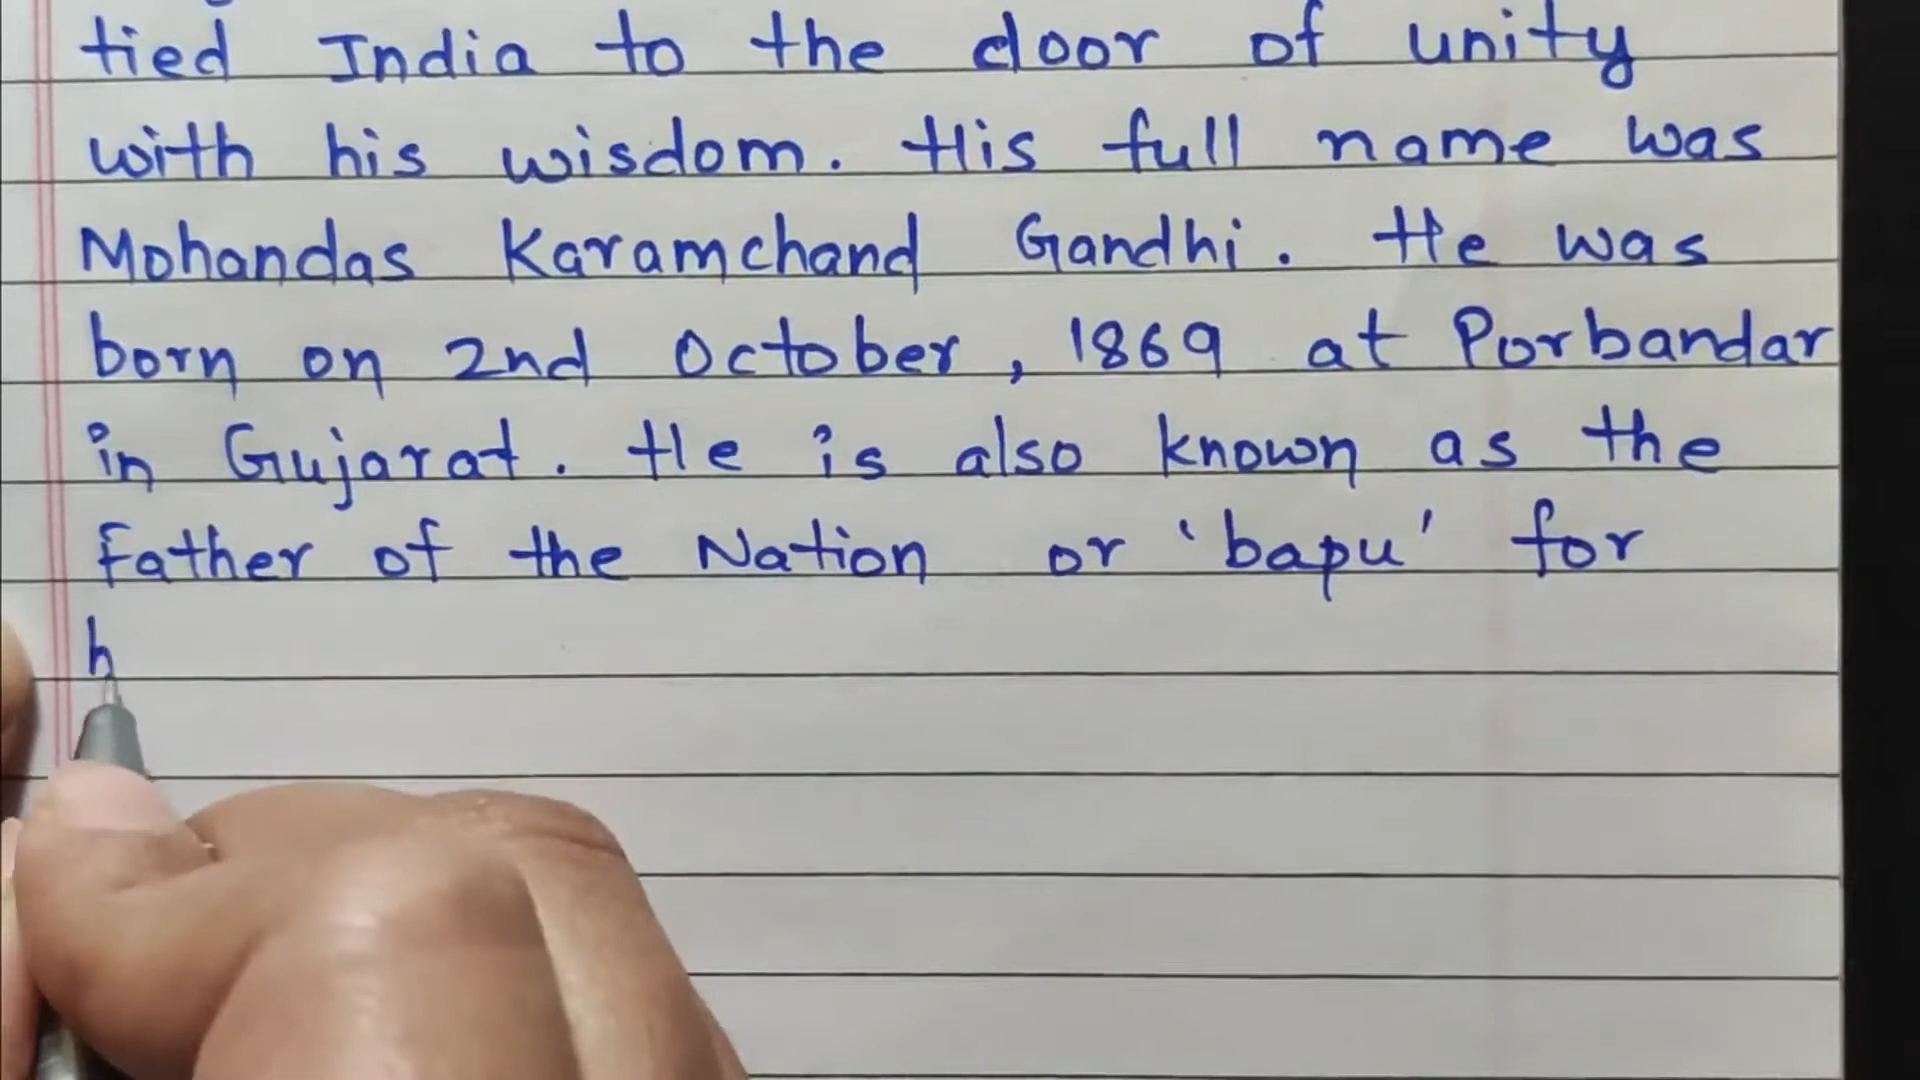 tied India to the door of unity
with his wisdom. His full name was
Mohandas Karamchand Gandhi. He was
born on 2nd October, 1869 at Porbandar
in Gujarat. He is also known as the
Father of the Nation or 'bapu' for
h